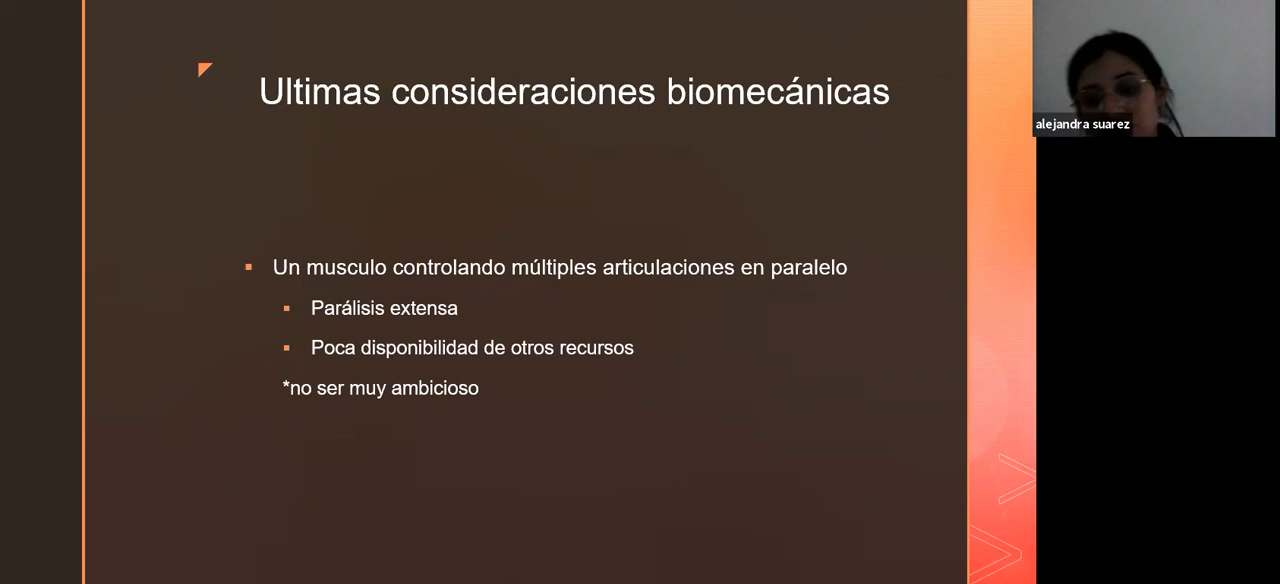 Ultimas consideraciones biomecánicas
alejandra suarez
Un musculo controlando múltiples articulaciones en paralelo
Parálisis extensa
Poca disponibilidad de otros recursos
*no ser muy ambicioso